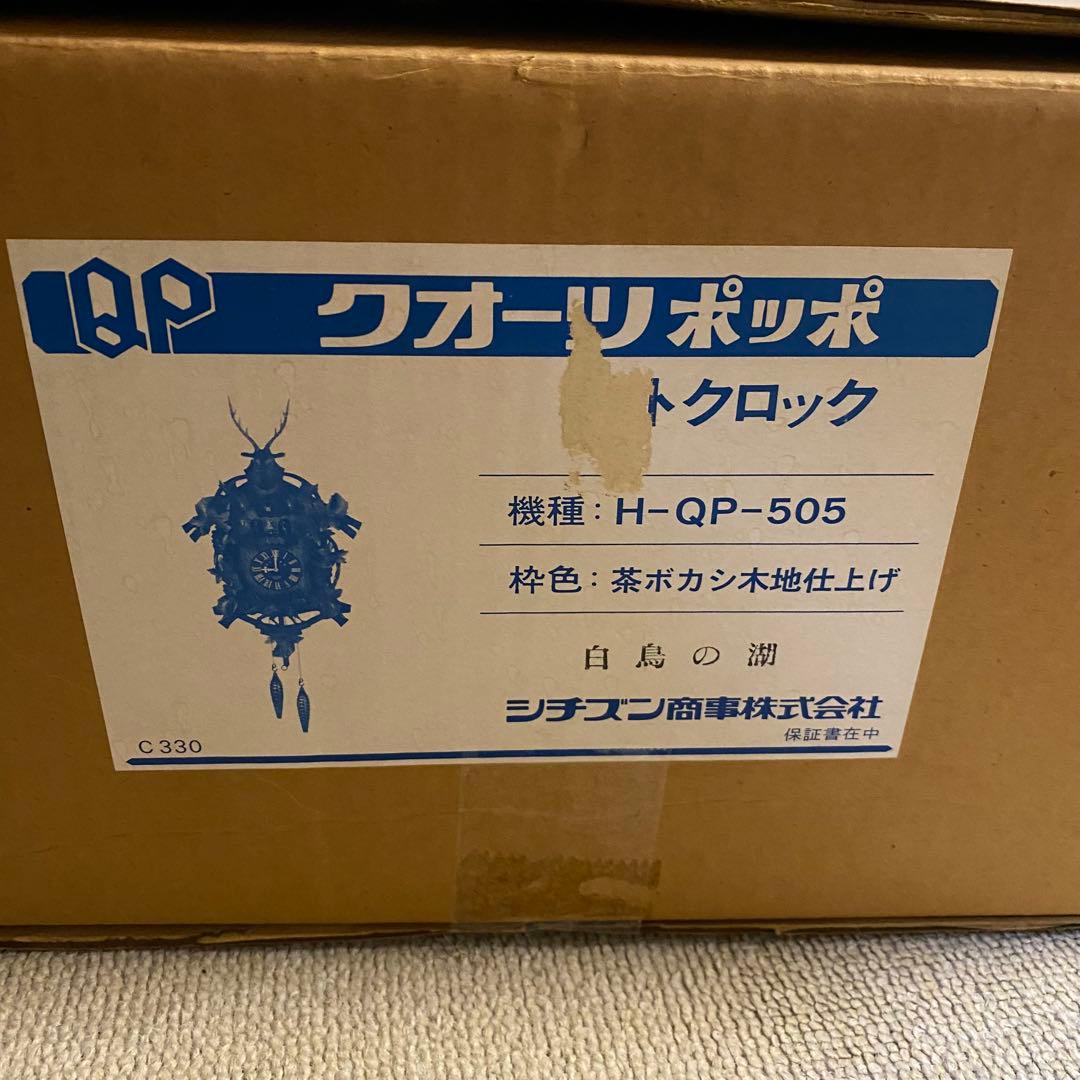 QP クオーツポッポ
トクロック
機種：H-QP-505
枠色：茶ボカシ木地仕上げ
白鳥の湖
シチズン商事株式会社
保証書在中
C330